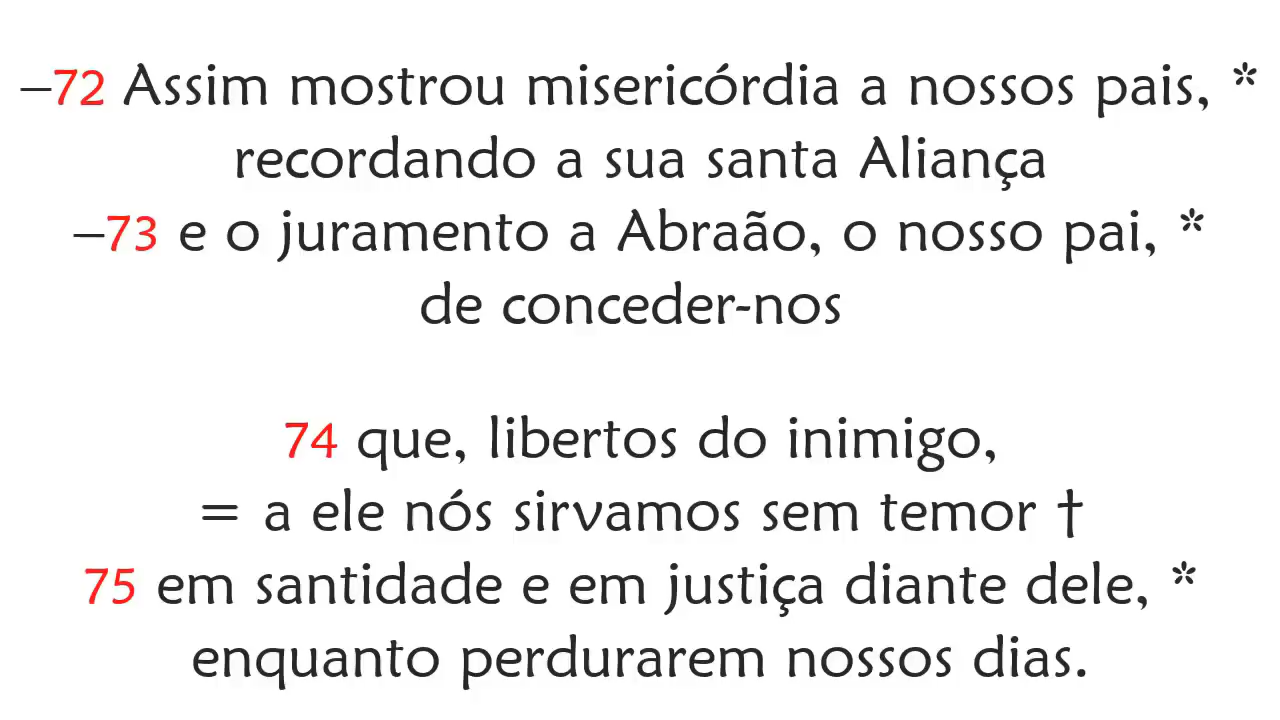 –72 Assim mostrou misericórdia a nossos pais, *
recordando a sua santa Aliança
–73 e o juramento a Abraão, o nosso pai, *
de conceder-nos
74 que, libertos do inimigo,
= a ele nós sirvamos sem temor †
75 em santidade e em justiça diante dele, *
enquanto perdurarem nossos dias.